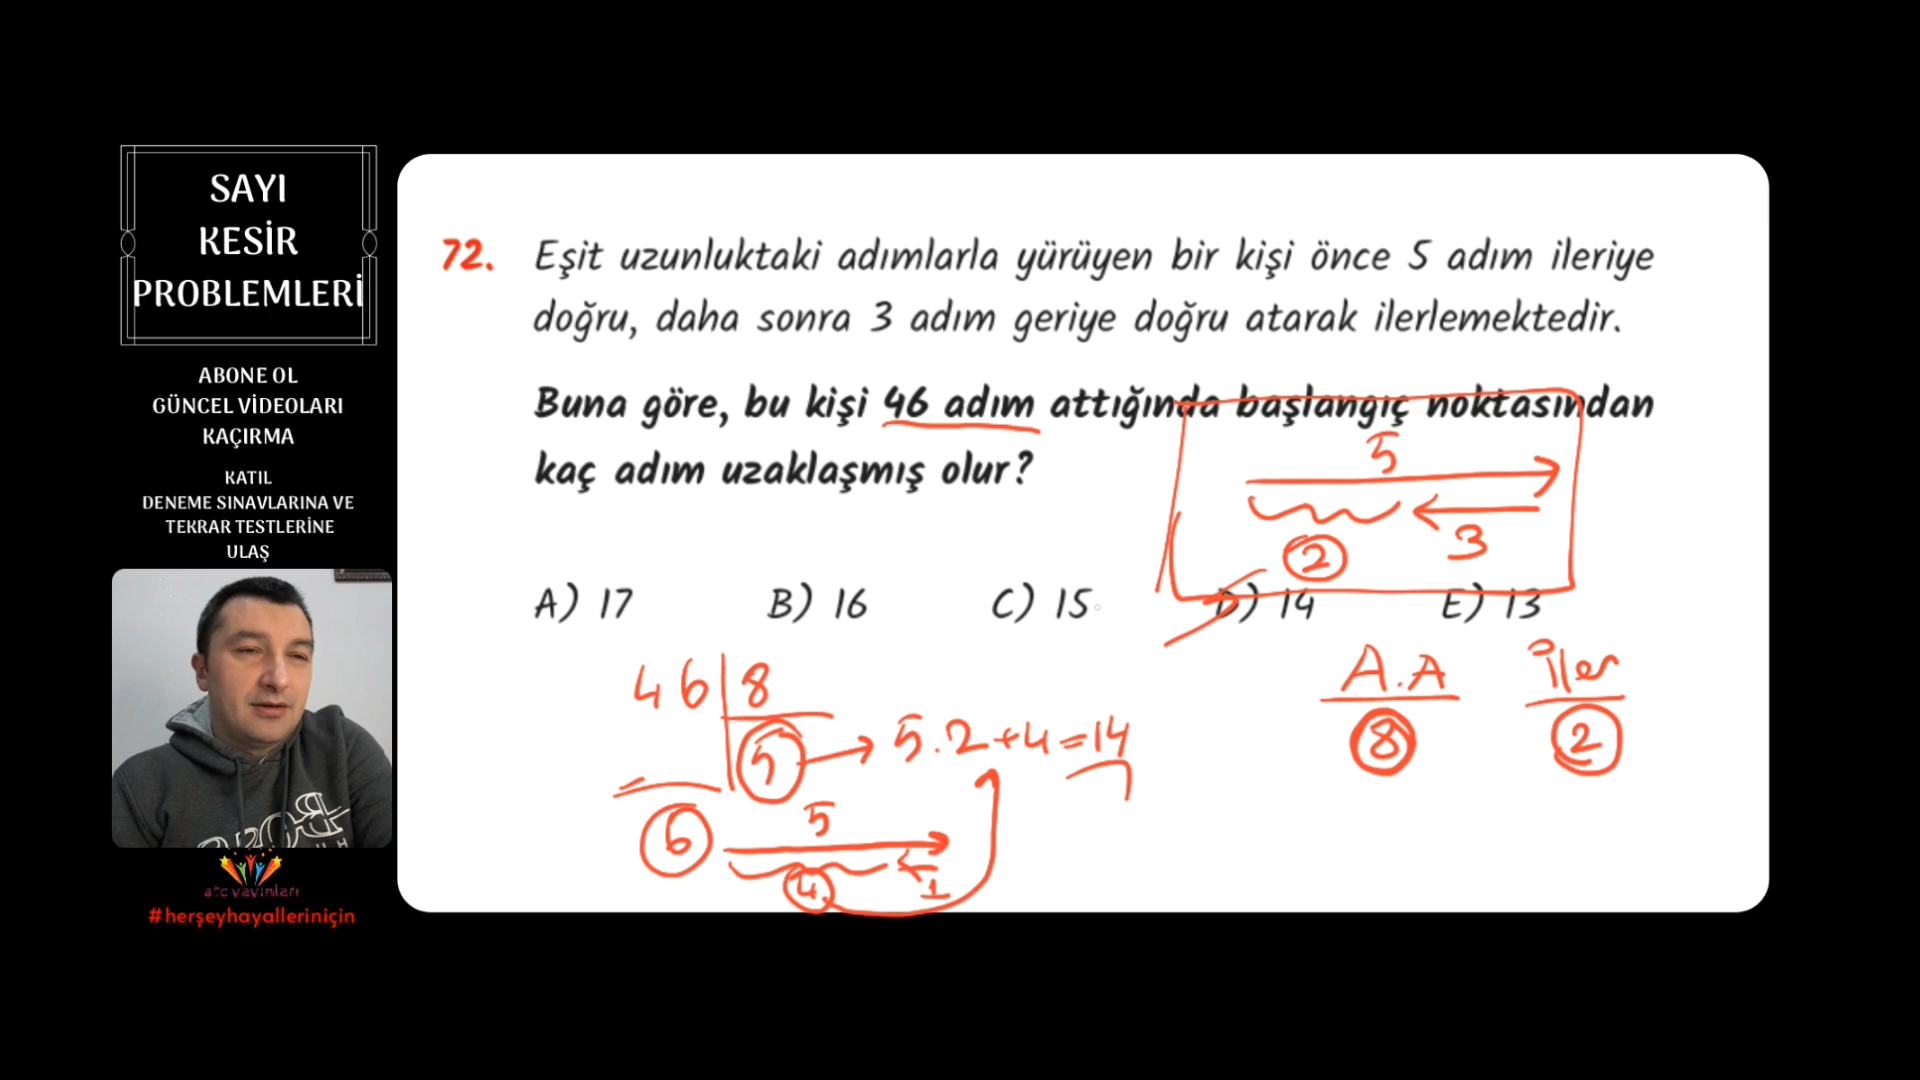 SAYI
KESİR
PROBLEMLERİ
ABONE OL
GÜNCEL VİDEOLARI
KAÇIRMA
KATIL
DENEME SINAVLARINA VE
TEKRAR TESTLERİNE
ULAŞ
atc yayınları
#herşeyhayalleriniçin
72. Eşit uzunluktaki adımlarla yürüyen bir kişi önce 5 adım ileriye
doğru, daha sonra 3 adım geriye doğru atarak ilerlemektedir.
Buna göre, bu kişi 46 adım attığında başlangıç noktasından
kaç adım uzaklaşmış olur?
5
3
2
A) 17 B) 16 C) 15 D) 14 E) 13
A.A İler
8 2
46 8
5 → 5.2+4=14
6
5
4 1